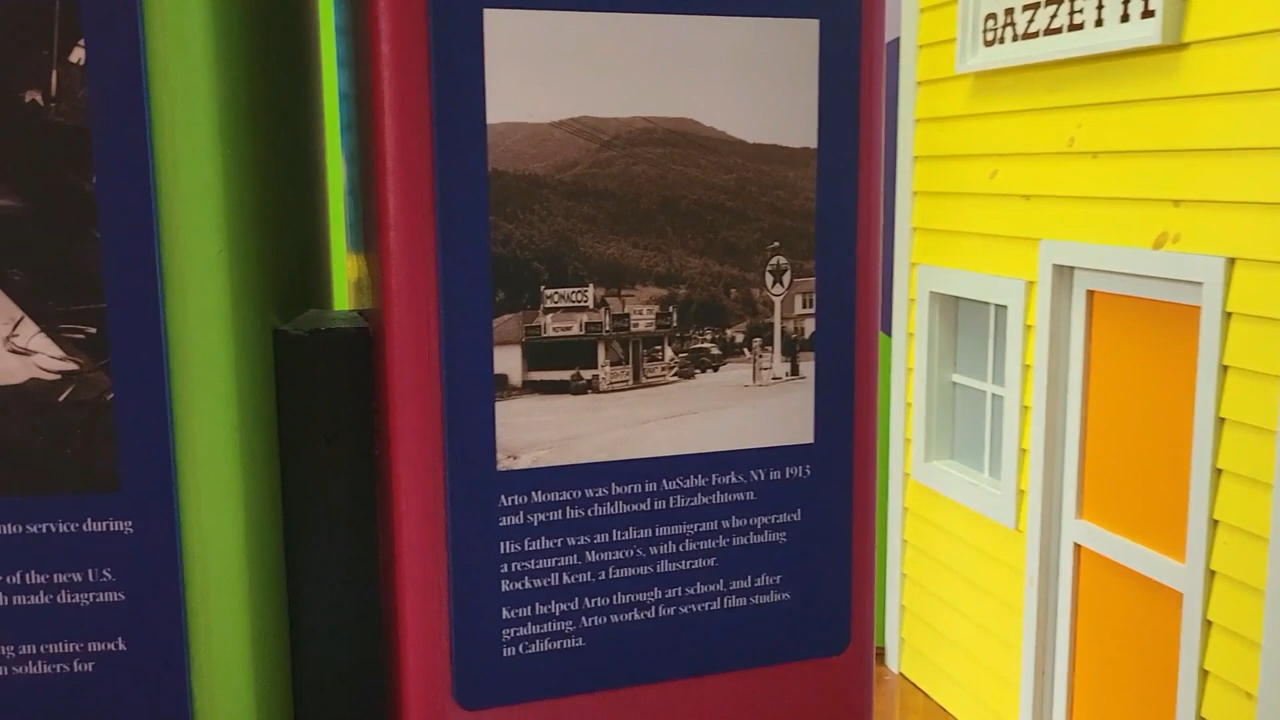 GAZZETTE
MONACO'S
RESTAURANT
Arto Monaco was born in AuSable Forks, NY in 1913
and spent his childhood in Elizabethtown.
His father was an Italian immigrant who operated
a restaurant, Monaco's, with clientele including
Rockwell Kent, a famous illustrator.
Kent helped Arto through art school, and after
graduating, Arto worked for several film studios
in California.
nto service during
of the new U.S.
h made diagrams
ng an entire mock
n soldiers for